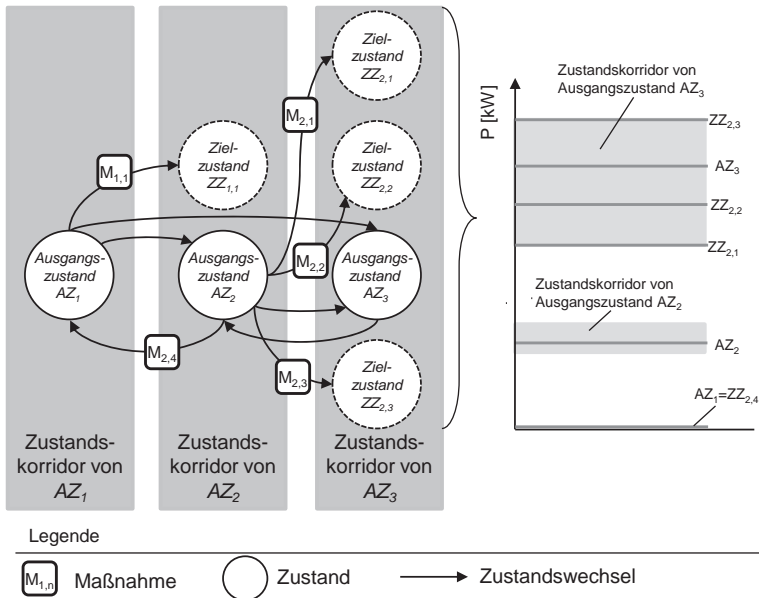 Ziel-
zustand
ZZ2,1
M2,1
Ziel-
zustand
ZZ1,1
Ziel-
zustand
ZZ2,2
M1,1
Ausgangs-
zustand
AZ1
Ausgangs-
zustand
AZ2
M2,2
Ausgangs-
zustand
AZ3
M2,4
M2,3
Ziel-
zustand
ZZ2,3
Zustands-
korridor von
AZ1
Zustands-
korridor von
AZ2
Zustands-
korridor von
AZ3
P [kW]
Zustandskorridor von
Ausgangszustand AZ3
ZZ2,3
AZ3
ZZ2,2
ZZ2,1
Zustandskorridor von
Ausgangszustand AZ2
AZ2
AZ1=ZZ2,4
Legende
M1,n
Maßnahme
Zustand
Zustandswechsel